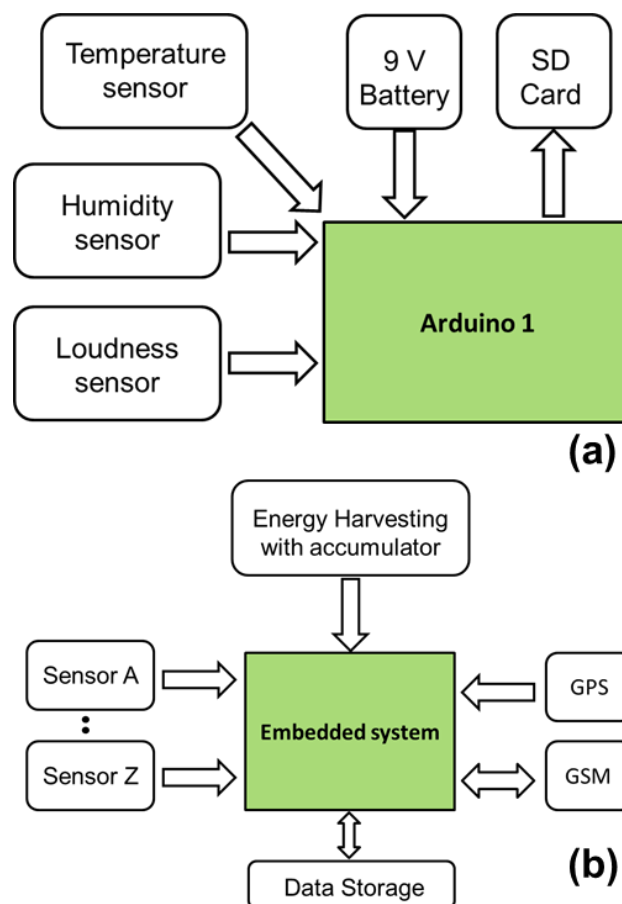 Temperature
sensor
9 V
Battery
SD
Card
Humidity
sensor
Arduino 1
Loudness
sensor
(a)
Energy Harvesting
with accumulator
Sensor A
GPS
Embedded system
Sensor Z
GSM
Data Storage
(b)